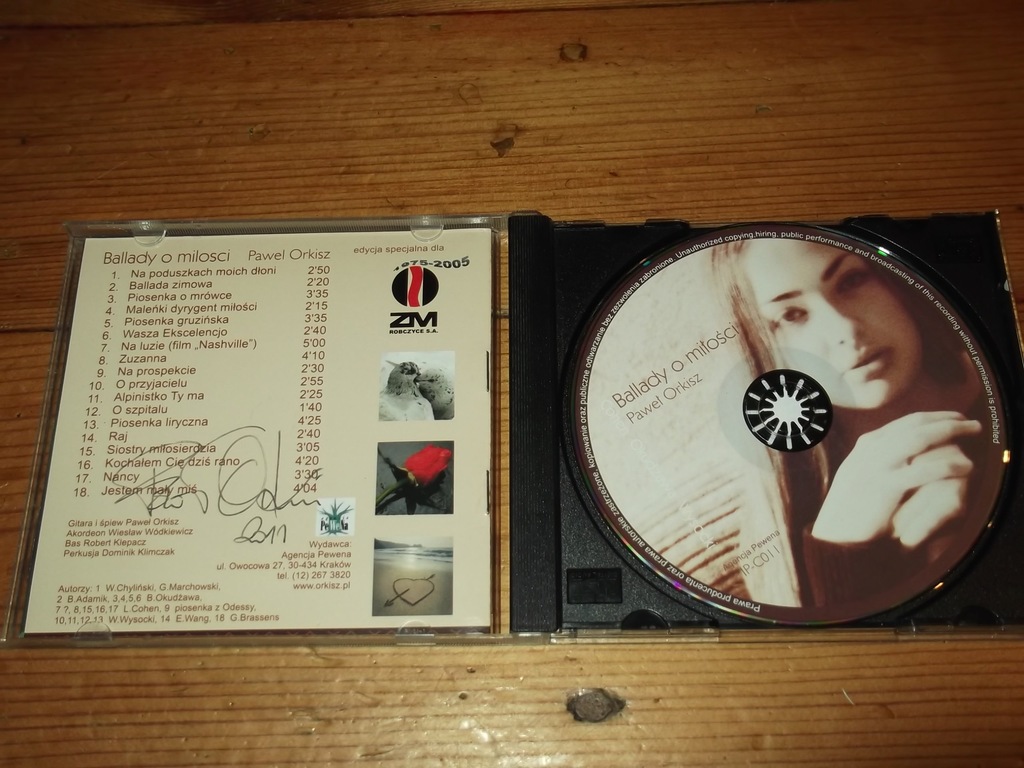 Ballady o milosci Pawel Orkisz
edycja specjalna dla
1975-2005
ZM
ROBCZYCE S.A.
1. Na poduszkach moich dłoni 2'50
2. Ballada zimowa 2'20
3. Piosenka o mrówce 3'35
4. Maleńki dyrygent miłości 2'15
5. Piosenka gruzińska 3'35
6. Wasza Ekscelencjo 2'40
7. Na luzie (film „Nashville”) 5'00
8. Zuzanna 4'10
9. Na prospekcie 2'30
10. O przyjacielu 2'55
11. Alpinistko Ty ma 2'25
12. O szpitalu 1'40
13. Piosenka liryczna 4'25
14. Raj 2'40
15. Siostry miłosierdzia 3'05
16. Kochałem Cię dziś rano 4'20
17. Nancy 3'30
18. Jestem mały miś 4'04
2011
Gitara i śpiew Paweł Orkisz
Akordeon Wiesław Wódkiewicz
Bas Robert Klepacz
Perkusja Dominik Klimczak
Wydawca:
Agencja Pewena
ul. Owocowa 27, 30-434 Kraków
tel. (12) 267 3820
www.orkisz.pl
Autorzy: 1 W.Chyliński, G.Marchowski,
2 B.Adamik, 3,4,5,6 B.Okudżawa,
7 ?, 8,15,16,17 L.Cohen, 9 piosenka z Odessy,
10,11,12,13 W.Wysocki, 14 E.Wang, 18 G.Brassens
Ballady o miłości
Paweł Orkisz
Agencja Pewena
IP-C011
Prawa producenta oraz prawa autorskie zastrzeżone kopiowanie oraz publiczne odtwarzanie bez zezwolenia zabronione. Unauthorized copying,hiring, public performance and broadcasting of this recording without permission is prohibited